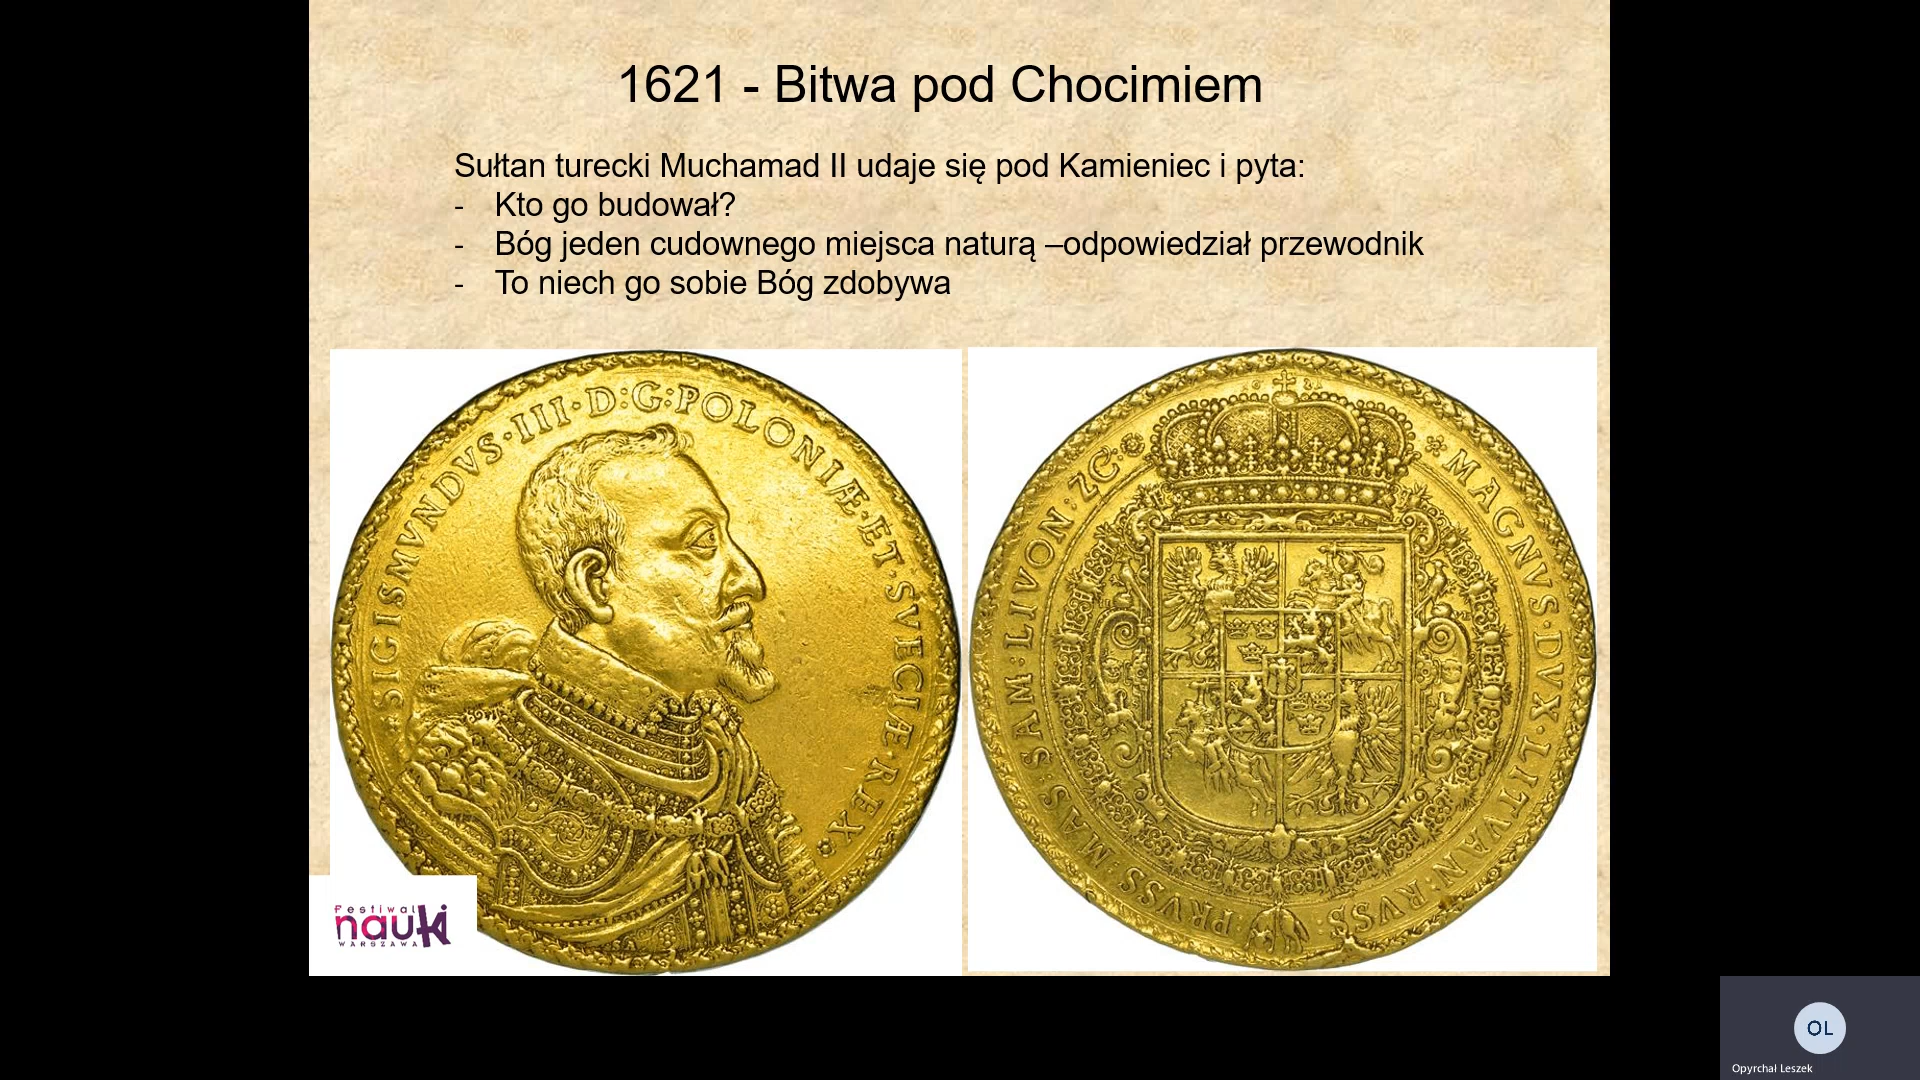 1621 - Bitwa pod Chocimiem
Sułtan turecki Muchamad II udaje się pod Kamieniec i pyta:
- Kto go budował?
- Bóg jeden cudownego miejsca naturą –odpowiedział przewodnik
- To niech go sobie Bóg zdobywa
SIGISMVNDVS·III·D:G:POLONIÆ·ET·SVECIÆ·REX·
MAGNVS·DVX·LITVAN:RVSS:PRVSS:MAS:SAM:LIVON:ZC:
Festiwal
nauki
WARSZAWA
OL
Opyrchał Leszek